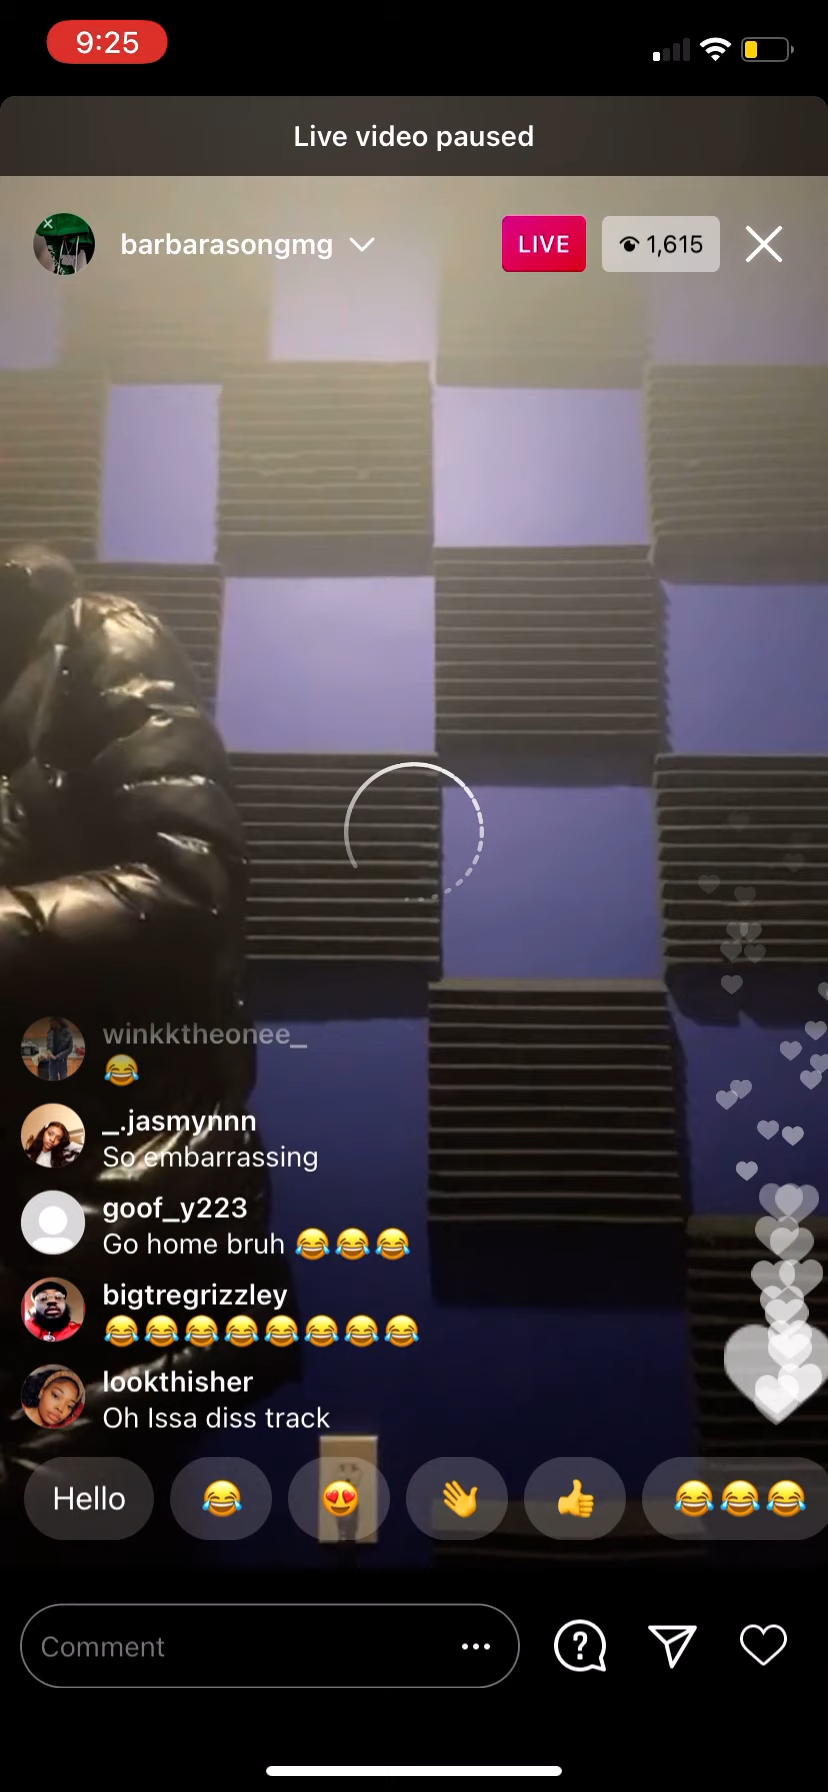 9:25
Live video paused
barbarasongmg
LIVE
1,615
winkktheonee_
😂
_.jasmynnn
So embarrassing
goof_y223
Go home bruh 😂😂😂
bigtregrizzley
😂😂😂😂😂😂😂😂
lookthisher
Oh Issa diss track
Hello 😂 😍 👋 👍 😂😂😂
Comment